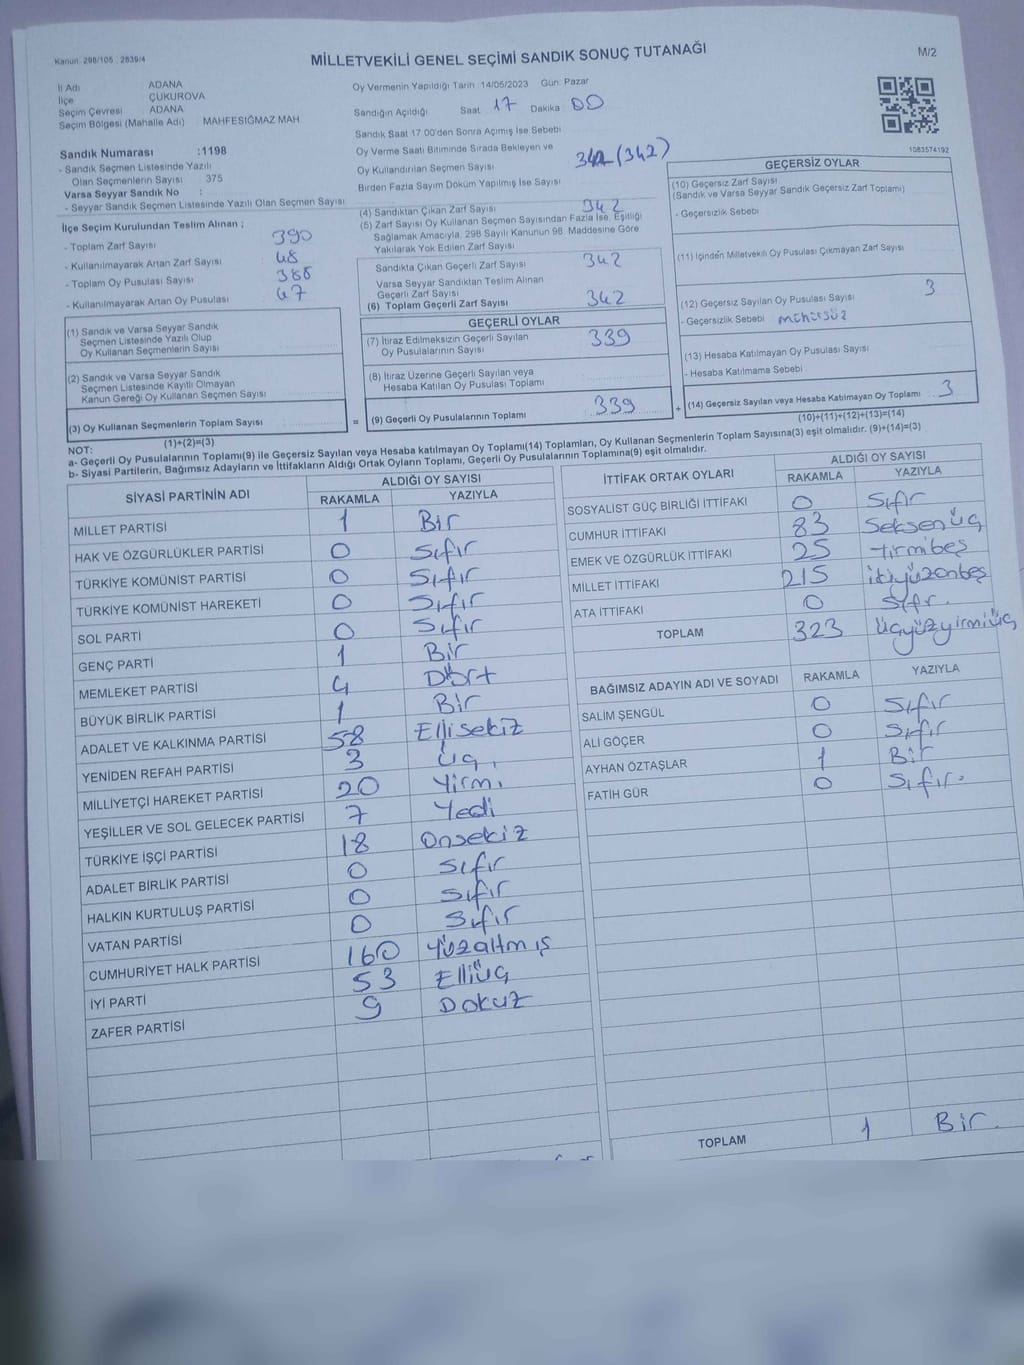 Kanun: 298/105 : 2839/4
MİLLETVEKİLİ GENEL SEÇİMİ SANDIK SONUÇ TUTANAĞI
M/2
İl Adı ADANA
İlçe ÇUKUROVA
Seçim Çevresi ADANA
Seçim Bölgesi (Mahalle Adı) MAHFESIĞMAZ MAH
Oy Vermenin Yapıldığı Tarih 14/05/2023 Gün: Pazar
Sandığın Açıldığı Saat 17 Dakika 00
Sandık Saat 17:00'den Sonra Açılmış İse Sebebi
Oy Verme Saati Bitiminde Sırada Bekleyen ve
Oy Kullandırılan Seçmen Sayısı (342)
Birden Fazla Sayım Döküm Yapılmış İse Sayısı
1083574192
Sandık Numarası :1198
- Sandık Seçmen Listesinde Yazılı
Olan Seçmenlerin Sayısı : 375
Varsa Seyyar Sandık No :
- Seyyar Sandık Seçmen Listesinde Yazılı Olan Seçmen Sayısı
İlçe Seçim Kurulundan Teslim Alınan ;
- Toplam Zarf Sayısı 390
- Kullanılmayarak Artan Zarf Sayısı 48
- Toplam Oy Pusulası Sayısı 386
- Kullanılmayarak Artan Oy Pusulası 47
(4) Sandıktan Çıkan Zarf Sayısı 342
(5) Zarf Sayısı Oy Kullanan Seçmen Sayısından Fazla İse, Eşitliği
Sağlamak Amacıyla, 298 Sayılı Kanunun 98. Maddesine Göre
Yakılarak Yok Edilen Zarf Sayısı
Sandıkta Çıkan Geçerli Zarf Sayısı 342
Varsa Seyyar Sandıktan Teslim Alınan
Geçerli Zarf Sayısı
(6) Toplam Geçerli Zarf Sayısı 342
GEÇERSİZ OYLAR
(10) Geçersiz Zarf Sayısı
(Sandık ve Varsa Seyyar Sandık Geçersiz Zarf Toplamı)
- Geçersizlik Sebebi
(11) İçinden Milletvekili Oy Pusulası Çıkmayan Zarf Sayısı
(12) Geçersiz Sayılan Oy Pusulası Sayısı 3
- Geçersizlik Sebebi mühürsüz
(13) Hesaba Katılmayan Oy Pusulası Sayısı
- Hesaba Katılmama Sebebi
(14) Geçersiz Sayılan veya Hesaba Katılmayan Oy Toplamı 3
(10)+(11)+(12)+(13)=(14)
(1) Sandık ve Varsa Seyyar Sandık
Seçmen Listesinde Yazılı Olup
Oy Kullanan Seçmenlerin Sayısı
(2) Sandık ve Varsa Seyyar Sandık
Seçmen Listesinde Kayıtlı Olmayan
Kanun Gereği Oy Kullanan Seçmen Sayısı
(3) Oy Kullanan Seçmenlerin Toplam Sayısı
(1)+(2)=(3)
=
GEÇERLİ OYLAR
(7) İtiraz Edilmeksizin Geçerli Sayılan
Oy Pusulalarının Sayısı 339
(8) İtiraz Üzerine Geçerli Sayılan veya
Hesaba Katılan Oy Pusulası Toplamı
(9) Geçerli Oy Pusulalarının Toplamı 339
+
NOT:
a- Geçerli Oy Pusulalarının Toplamı(9) ile Geçersiz Sayılan veya Hesaba katılmayan Oy Toplamı(14) Toplamları, Oy Kullanan Seçmenlerin Toplam Sayısına(3) eşit olmalıdır. (9)+(14)=(3)
b- Siyasi Partilerin, Bağımsız Adayların ve İttifakların Aldığı Ortak Oyların Toplamı, Geçerli Oy Pusulalarının Toplamına(9) eşit olmalıdır.
SİYASİ PARTİNİN ADI ALDIĞI OY SAYISI
RAKAMLA YAZIYLA
MİLLET PARTİSİ 1 Bir
HAK VE ÖZGÜRLÜKLER PARTİSİ 0 Sıfır
TÜRKİYE KOMÜNİST PARTİSİ 0 Sıfır
TÜRKİYE KOMÜNİST HAREKETİ 0 Sıfır
SOL PARTİ 0 Sıfır
GENÇ PARTİ 1 Bir
MEMLEKET PARTİSİ 4 Dört
BÜYÜK BİRLİK PARTİSİ 1 Bir
ADALET VE KALKINMA PARTİSİ 58 Ellisekiz
YENİDEN REFAH PARTİSİ 3 Üç
MİLLİYETÇİ HAREKET PARTİSİ 20 Yirmi
YEŞİLLER VE SOL GELECEK PARTİSİ 7 Yedi
TÜRKİYE İŞÇİ PARTİSİ 18 Onsekiz
ADALET BİRLİK PARTİSİ 0 Sıfır
HALKIN KURTULUŞ PARTİSİ 0 Sıfır
VATAN PARTİSİ 0 Sıfır
CUMHURİYET HALK PARTİSİ 160 Yüzaltmış
İYİ PARTİ 53 Elliüç
ZAFER PARTİSİ 9 Dokuz
İTTİFAK ORTAK OYLARI ALDIĞI OY SAYISI
RAKAMLA YAZIYLA
SOSYALİST GÜÇ BİRLİĞİ İTTİFAKI 0 Sıfır
CUMHUR İTTİFAKI 83 Seksenüç
EMEK VE ÖZGÜRLÜK İTTİFAKI 25 Yirmibeş
MİLLET İTTİFAKI 215 ikiyüzonbeş
ATA İTTİFAKI 0 Sıfır.
TOPLAM 323 Üçyüzyirmiüç
BAĞIMSIZ ADAYIN ADI VE SOYADI RAKAMLA YAZIYLA
SALİM ŞENGÜL 0 Sıfır
ALİ GÖÇER 0 Sıfır
AYHAN ÖZTAŞLAR 1 Bir
FATİH GÜR 0 Sıfır.
TOPLAM 1 Bir.